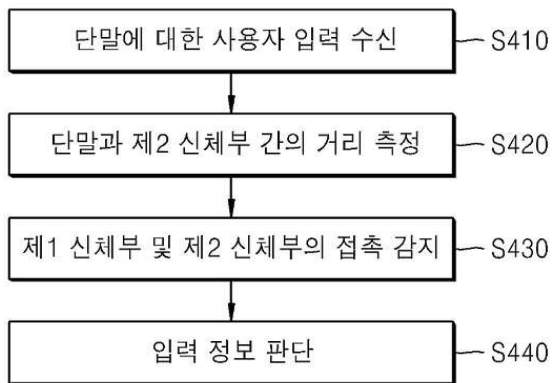 단말에 대한 사용자 입력 수신 S410
단말과 제2 신체부 간의 거리 측정 S420
제1 신체부 및 제2 신체부의 접촉 감지 S430
입력 정보 판단 S440